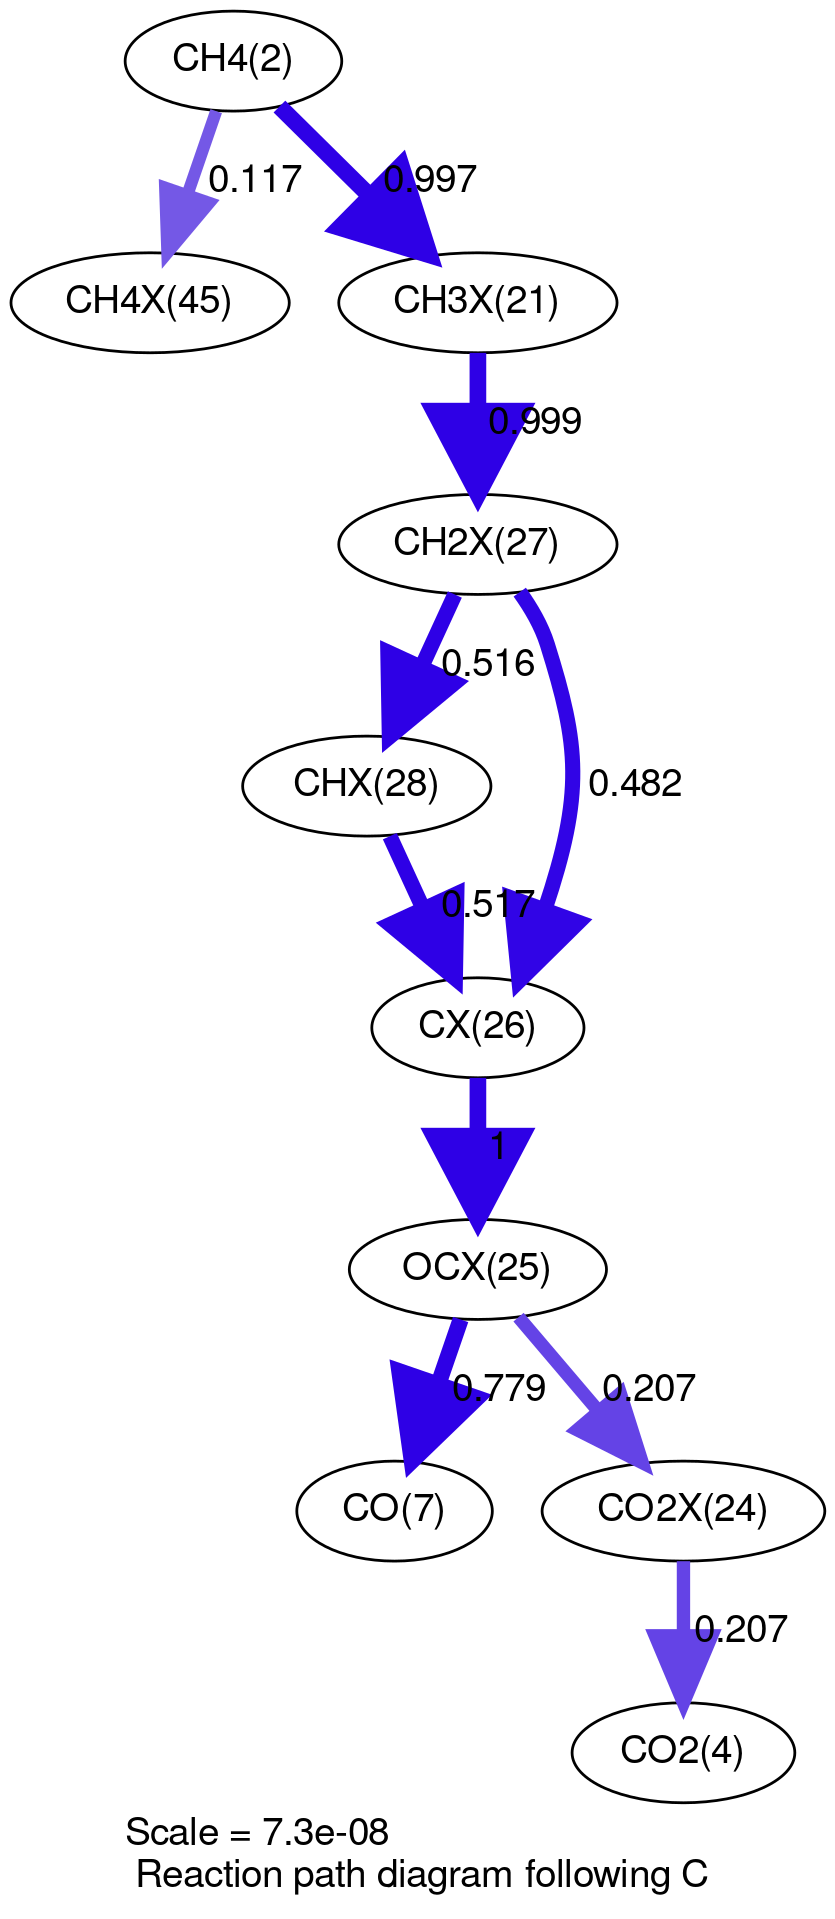 CH4(2)
0.117
0.997
CH4X(45)
CH3X(21)
0.999
CH2X(27)
0.516
CHX(28)
0.482
0.517
CX(26)
1
OCX(25)
0.779
0.207
CO(7)
CO2X(24)
0.207
CO2(4)
Scale = 7.3e-08
Reaction path diagram following C